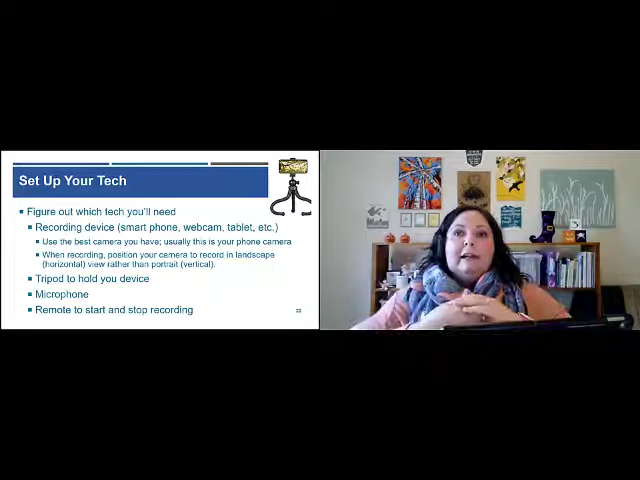 Set Up Your Tech
Figure out which tech you'll need
Recording device (smart phone, webcam, tablet, etc.)
Use the best camera you have; usually this is your phone camera
When recording, position your camera to record in landscape
(horizontal) view rather than portrait (vertical).
Tripod to hold you device
Microphone
Remote to start and stop recording
22